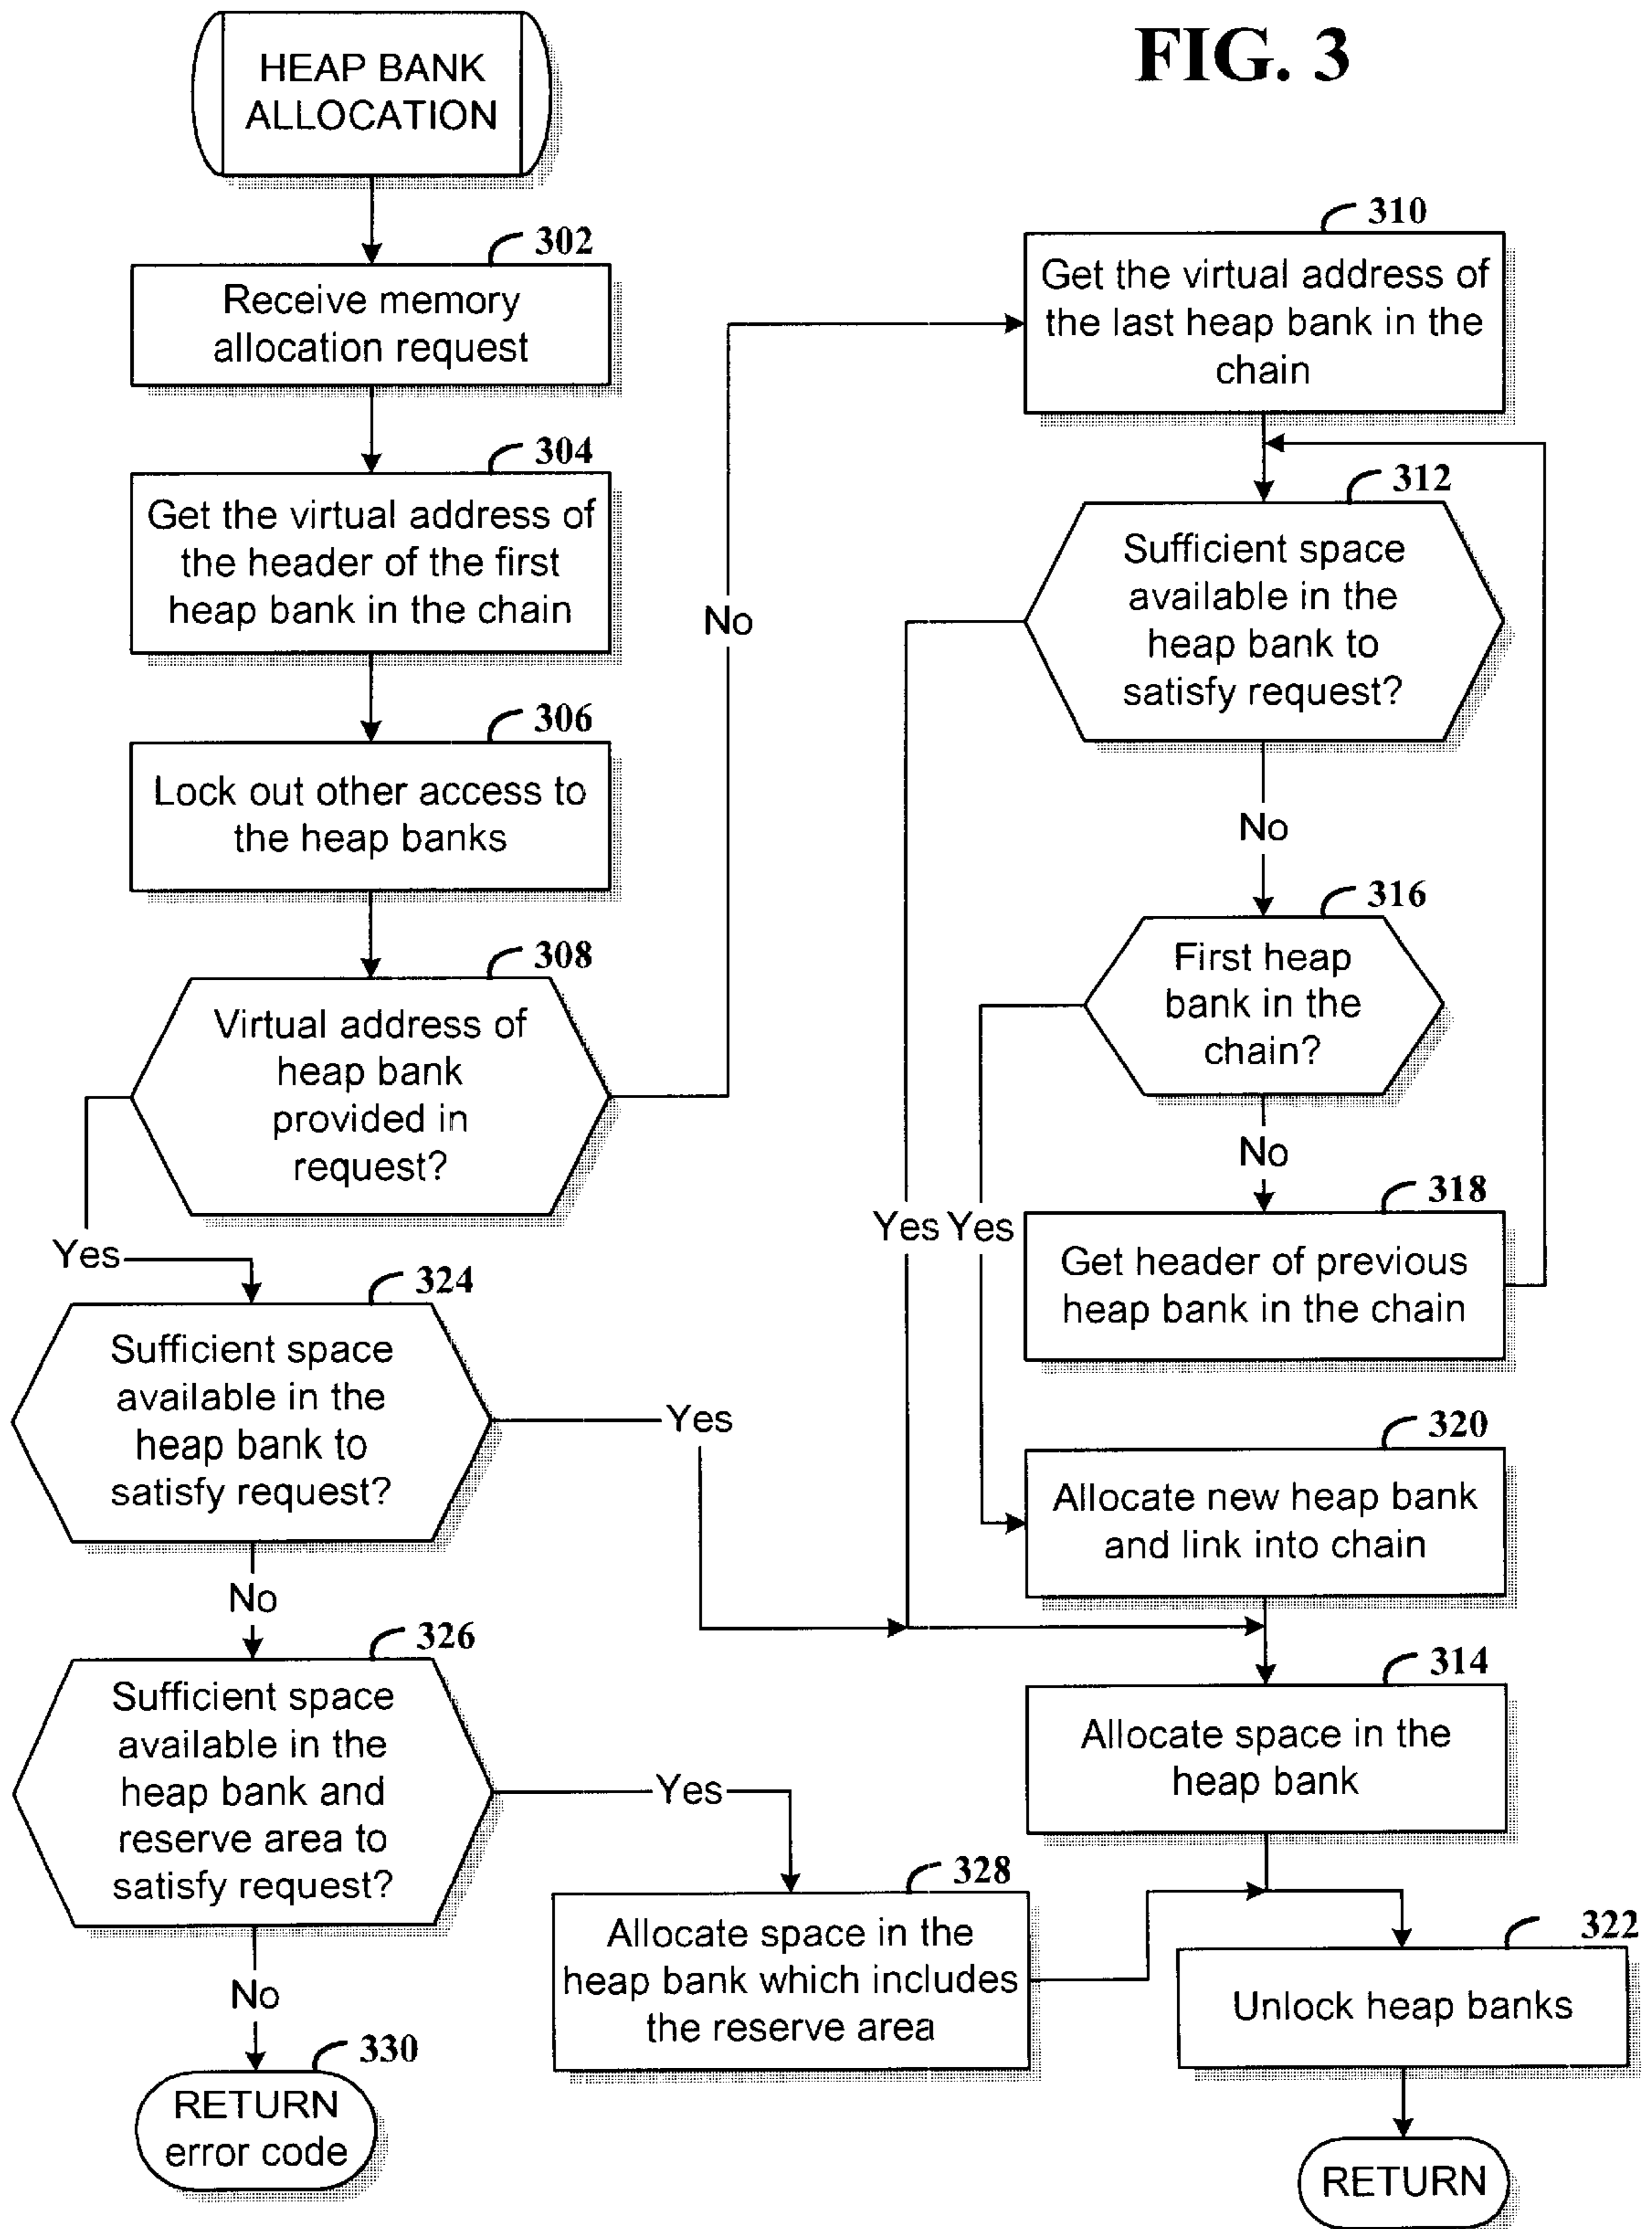 FIG. 3
HEAP BANK
ALLOCATION
302
Receive memory
allocation request
304
Get the virtual address of
the header of the first
heap bank in the chain
306
Lock out other access to
the heap banks
308
Virtual address of
heap bank
provided in
request?
No
Yes
310
Get the virtual address of
the last heap bank in the
chain
312
Sufficient space
available in the
heap bank to
satisfy request?
No
Yes
316
First heap
bank in the
chain?
No
Yes
318
Get header of previous
heap bank in the chain
320
Allocate new heap bank
and link into chain
324
Sufficient space
available in the
heap bank to
satisfy request?
Yes
No
326
Sufficient space
available in the
heap bank and
reserve area to
satisfy request?
Yes
No
314
Allocate space in the
heap bank
328
Allocate space in the
heap bank which includes
the reserve area
322
Unlock heap banks
330
RETURN
error code
RETURN